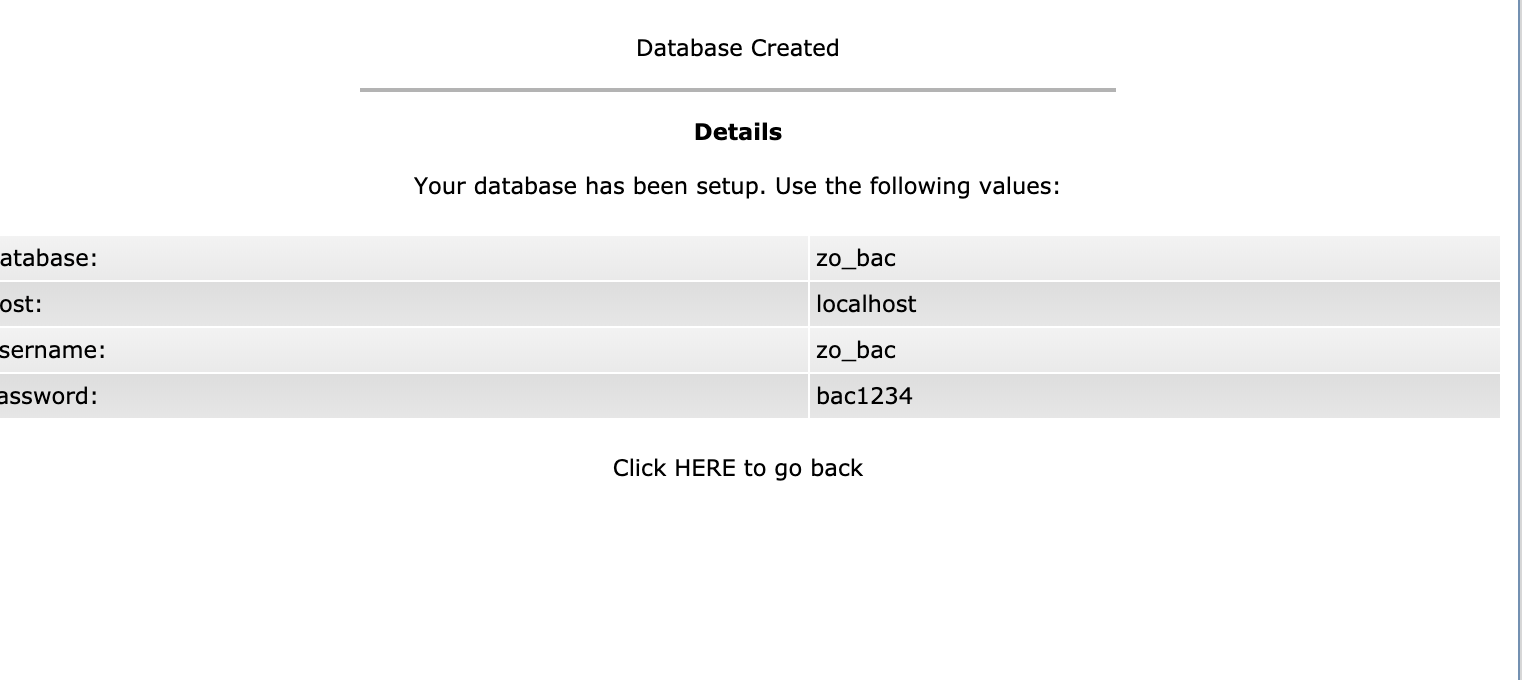 Database Created
Details
Your database has been setup. Use the following values:
atabase: zo_bac
ost: localhost
sername: zo_bac
assword: bac1234
Click HERE to go back